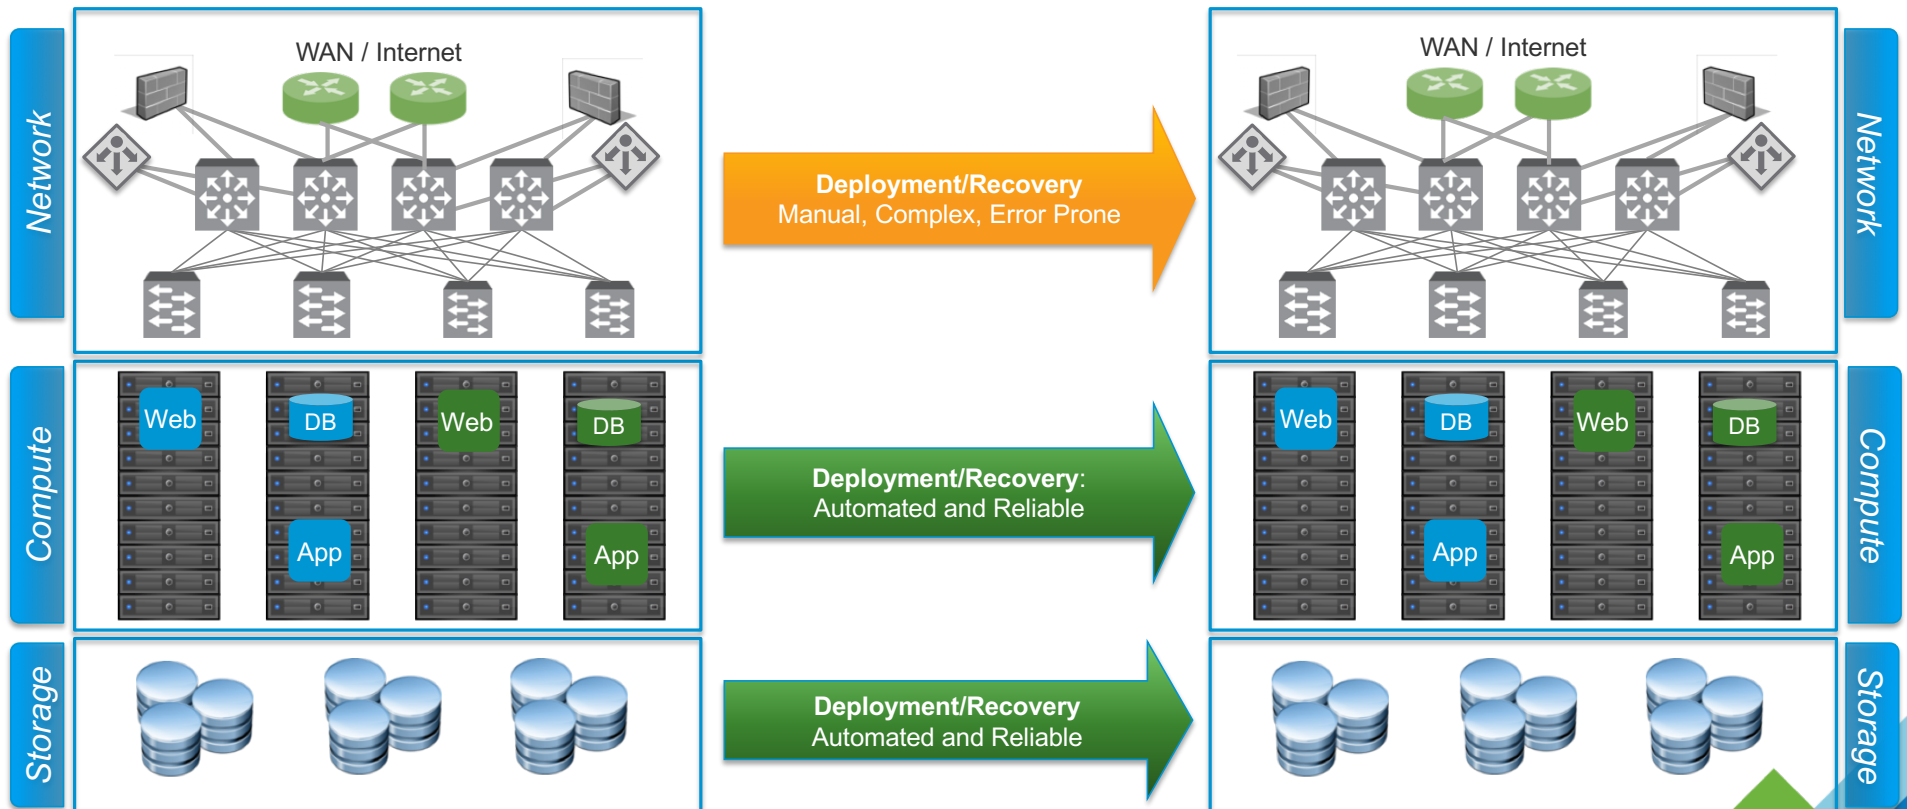 Network
WAN / Internet
Deployment/Recovery
Manual, Complex, Error Prone
WAN / Internet
Network
Compute
Web
DB
Web
DB
App
App
Deployment/Recovery:
Automated and Reliable
Web
DB
Web
DB
App
App
Compute
Storage
Deployment/Recovery
Automated and Reliable
Storage